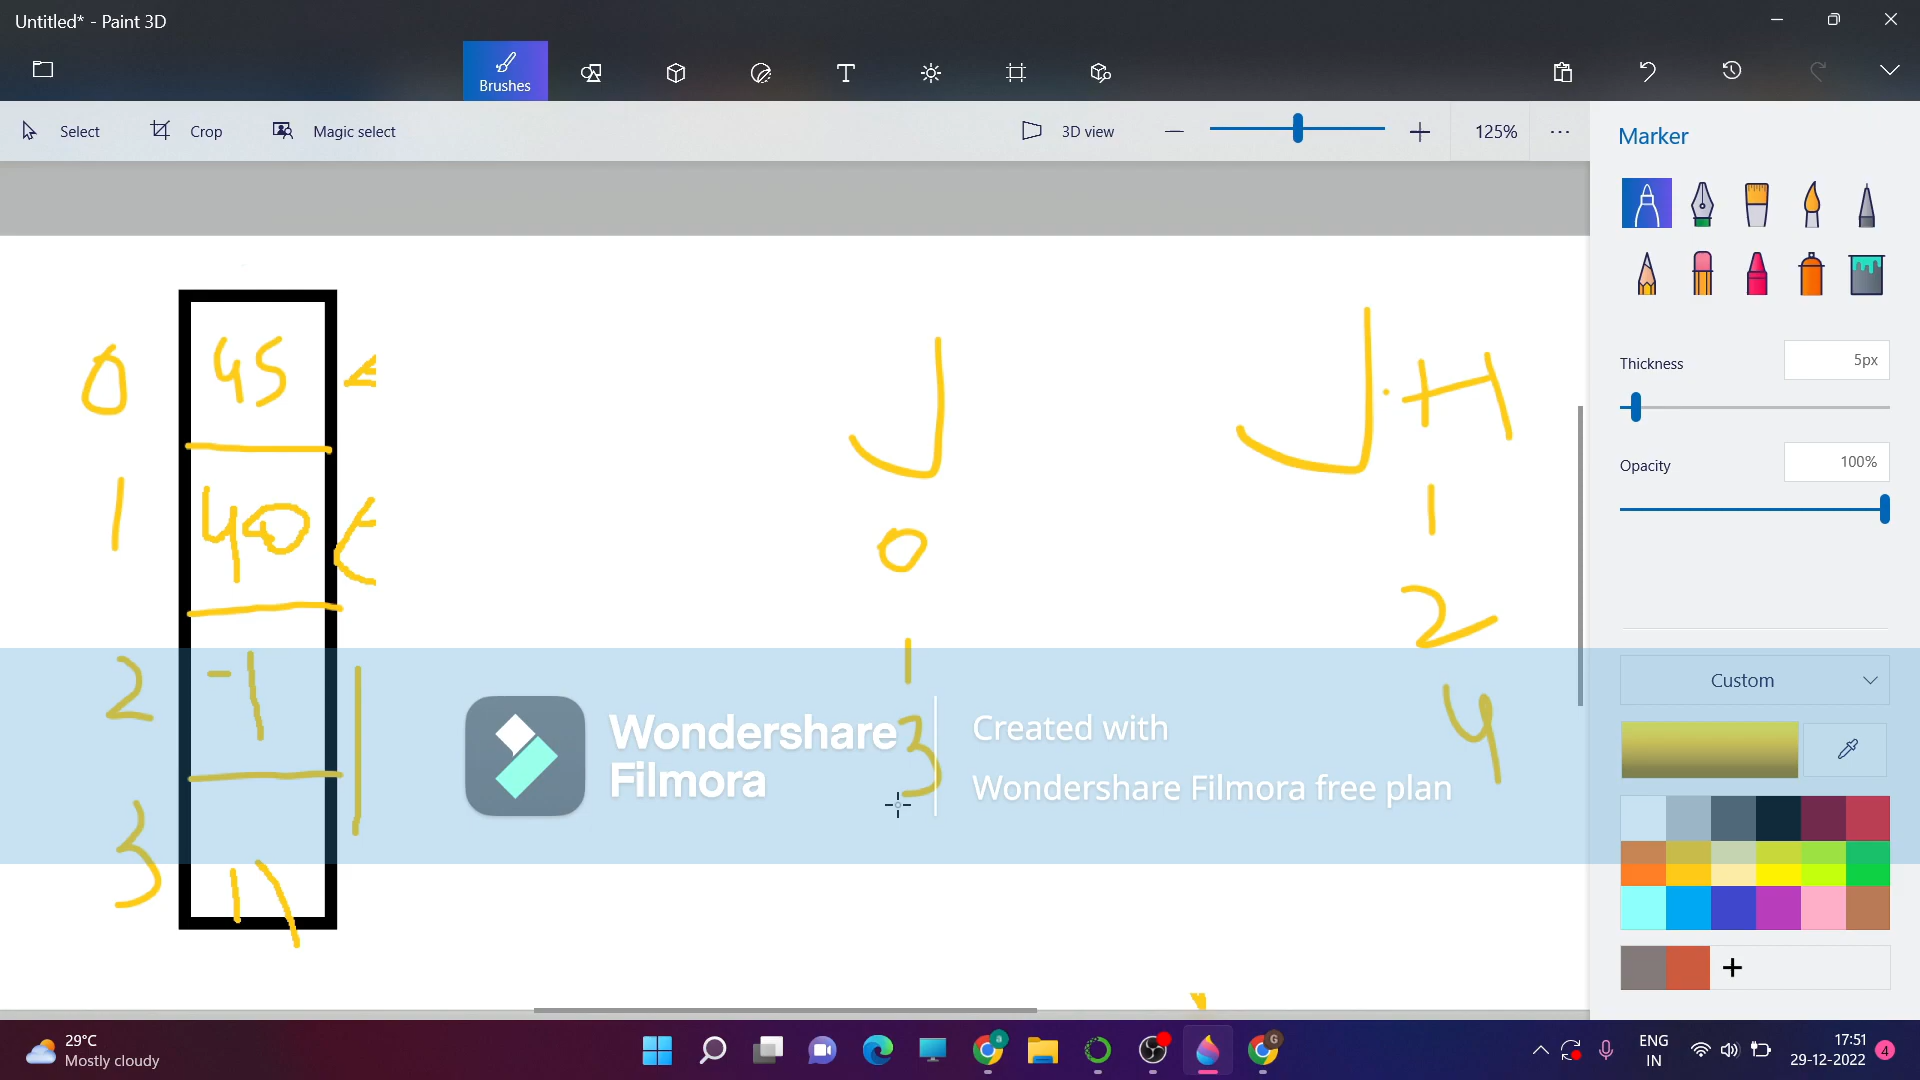 Untitled* - Paint 3D
Brushes
Select
Crop
Magic select
3D view
125%
Marker
Thickness
5px
Opacity
100%
Custom
0
45
1
40
2
-1
3
J
J+1
0
1
1
2
3
4
Wondershare
Filmora
Created with
Wondershare Filmora free plan
29°C
Mostly cloudy
ENG
IN
17:51
29-12-2022
4